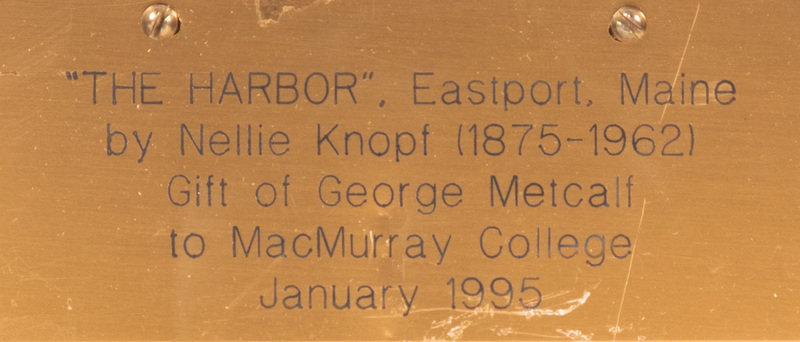 "THE HARBOR", Eastport, Maine
by Nellie Knopf (1875-1962)
Gift of George Metcalf
to MacMurray College
January 1995